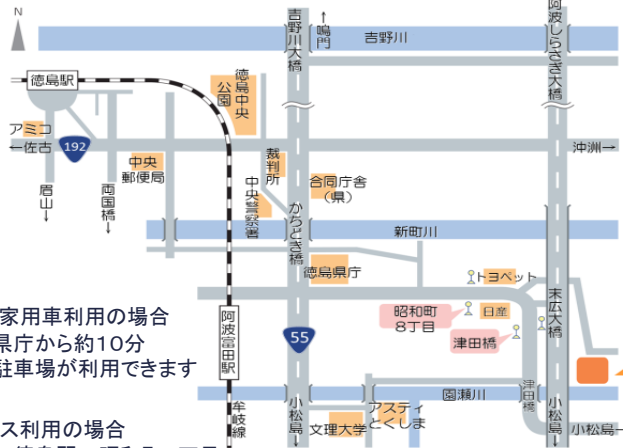 N
吉野川大橋
↑鳴門
吉野川
阿波しらさぎ大橋
徳島駅
徳島中央公園
アミコ
←佐古
192
中央郵便局
眉山↓
両国橋↓
裁判所
中央警察署
合同庁舎（県）
沖洲→
かちどき橋
新町川
徳島県庁
トヨペット
昭和町8丁目
日産
津田橋
末広大橋
家用車利用の場合
県庁から約10分
駐車場が利用できます
阿波富田駅
55
園瀬川
津田橋
小松島↓
小松島↓
小松島→
牟岐線
文理大学
アスティとくしま
ス利用の場合